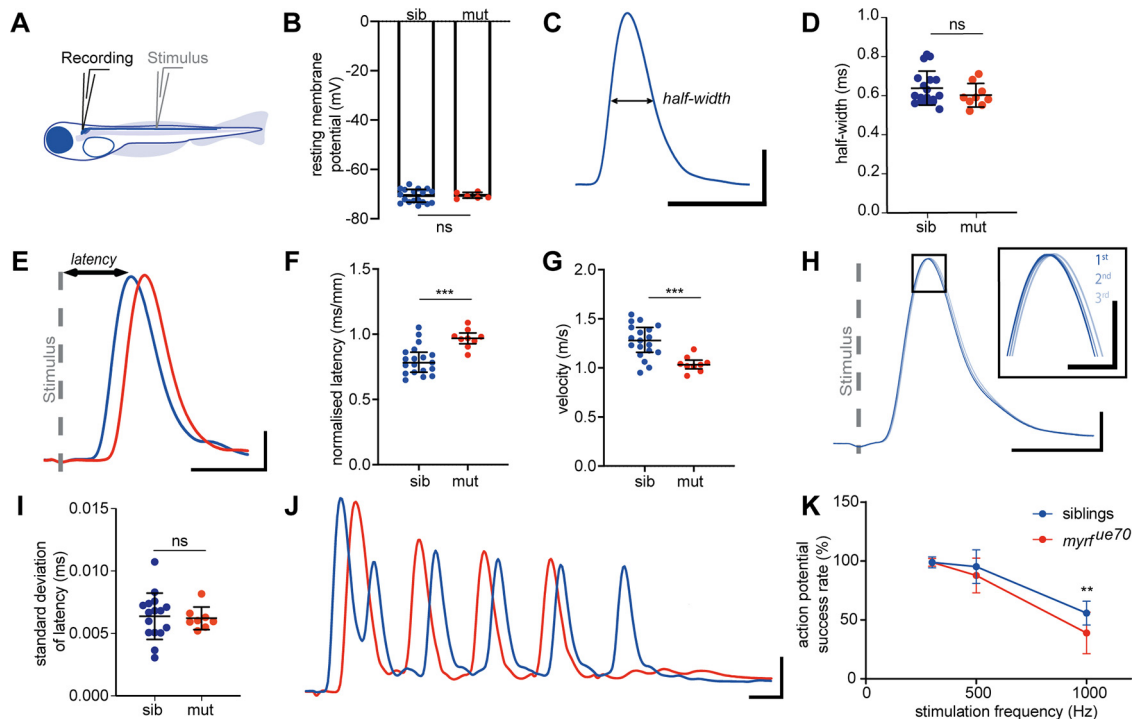 A
Recording
Stimulus
B
sib
mut
0
-20
-40
-60
-80
resting membrane
potential (mV)
ns
C
half-width
D
ns
1.0
0.8
0.6
0.4
0.2
0.0
half-width (ms)
sib
mut
E
latency
Stimulus
F
***
1.5
1.0
0.5
0.0
normalised latency (ms/mm)
sib
mut
G
***
2.0
1.5
1.0
0.5
0.0
velocity (m/s)
sib
mut
H
Stimulus
1st
2nd
3rd
I
ns
0.015
0.010
0.005
0.000
standard deviation
of latency (ms)
sib
mut
J
K
150
100
50
0
action potential
success rate (%)
siblings
myrf ue70
**
0
500
1000
stimulation frequency (Hz)